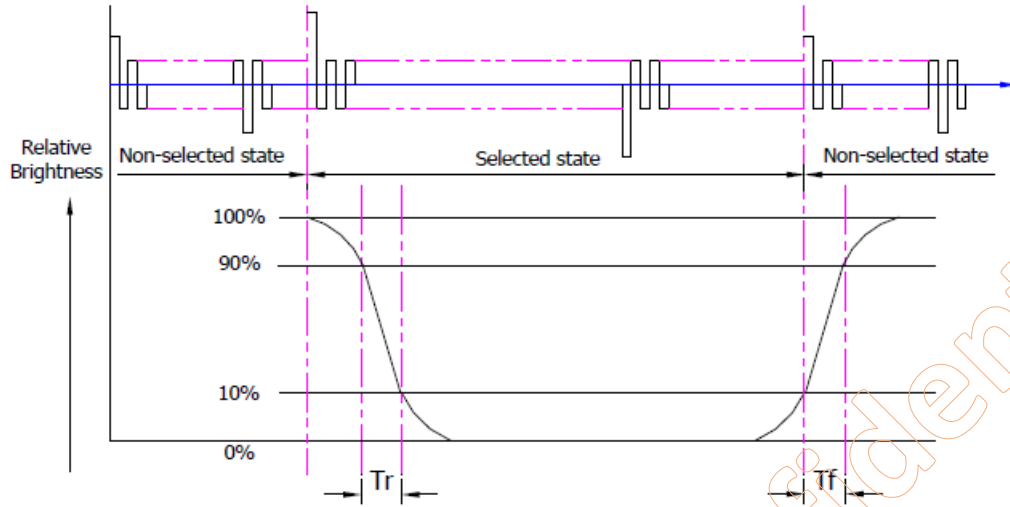 Relative
Brightness
Non-selected state
Selected state
Non-selected state
100%
90%
10%
0%
Tr
Tf